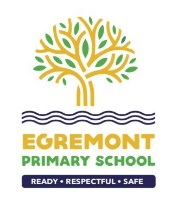 EGREMONT
PRIMARY SCHOOL
READY • RESPECTFUL • SAFE